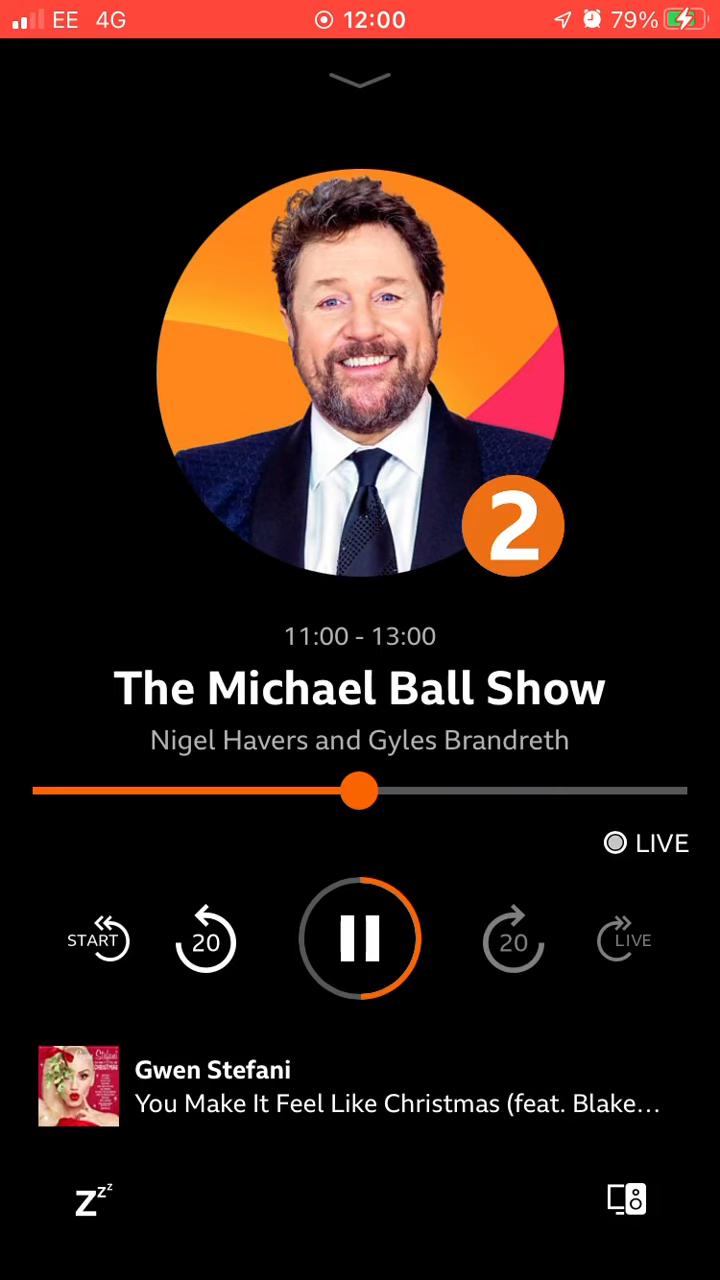 EE 4G 12:00 79%
2
11:00 - 13:00
The Michael Ball Show
Nigel Havers and Gyles Brandreth
LIVE
START 20 20 LIVE
Gwen Stefani
You Make It Feel Like Christmas (feat. Blake...
Zzz